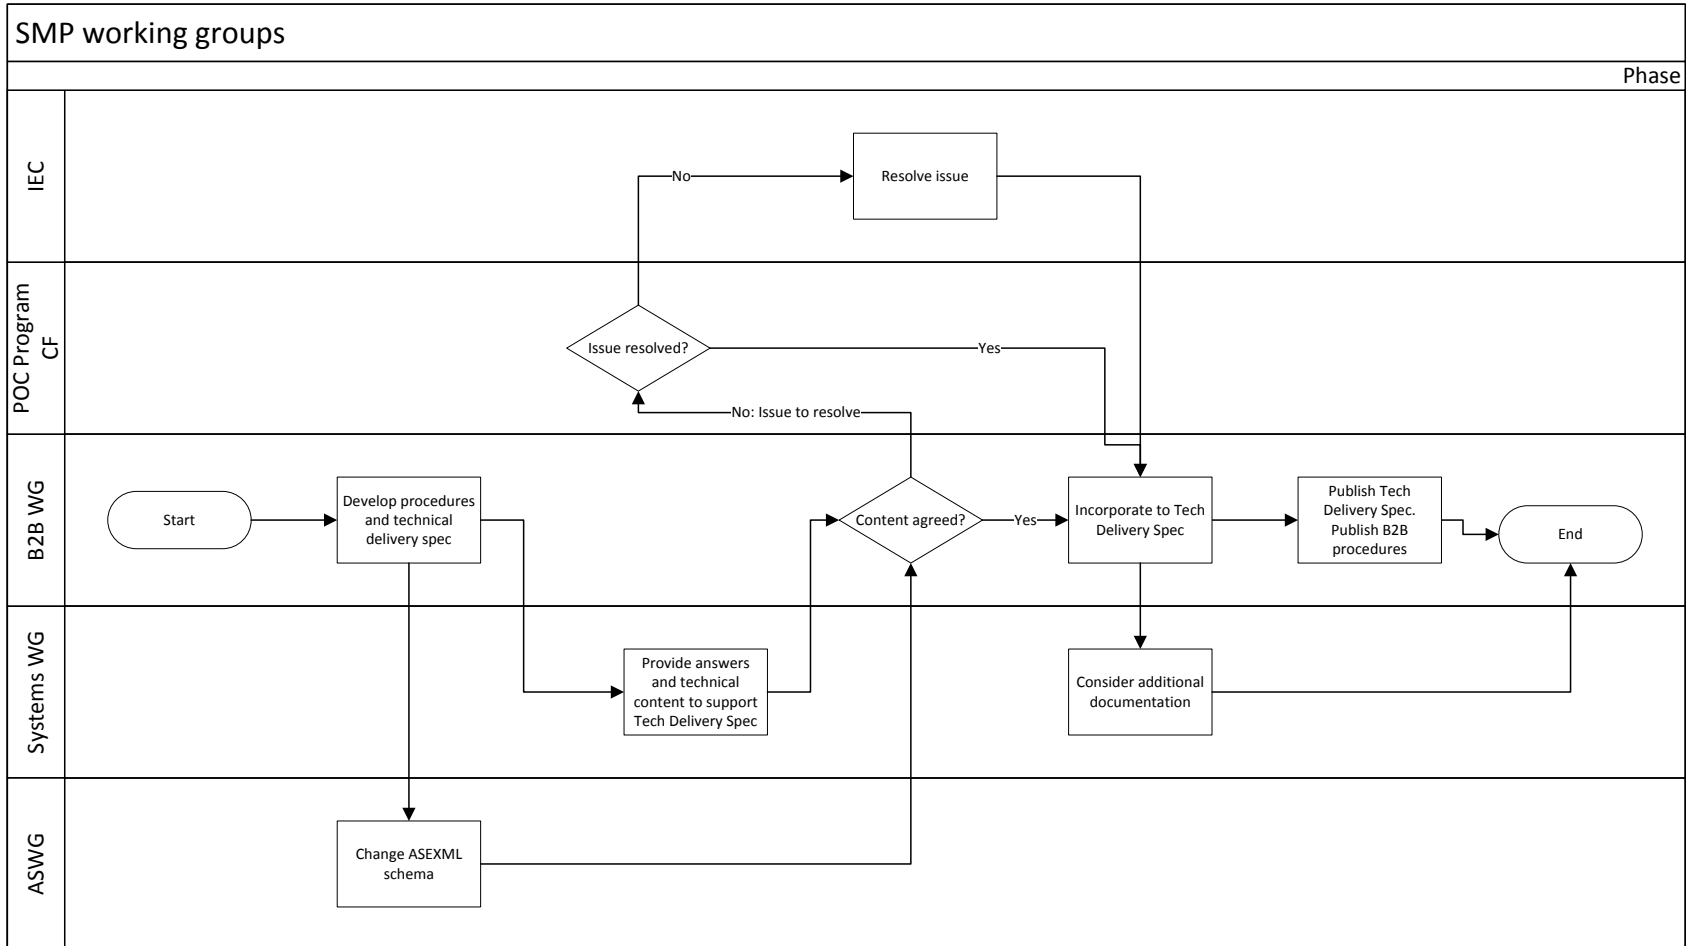 SMP working groups
Phase
IEC
No
Resolve issue
POC Program
CF
Issue resolved?
Yes
No: Issue to resolve
B2B WG
Start
Develop procedures
and technical
delivery spec
Content agreed?
Yes
Incorporate to Tech
Delivery Spec
Publish Tech
Delivery Spec.
Publish B2B
procedures
End
Systems WG
Provide answers
and technical
content to support
Tech Delivery Spec
Consider additional
documentation
ASWG
Change ASEXML
schema